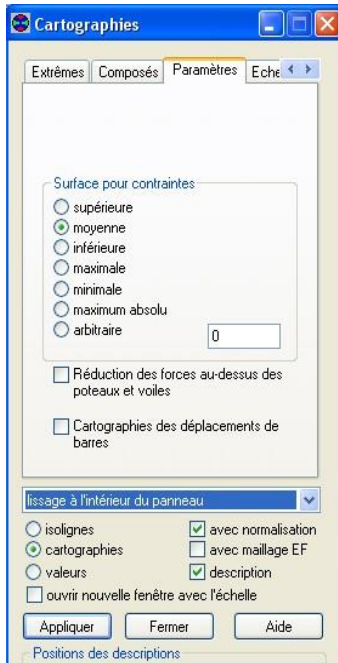 Cartographies
Extrêmes Composés Paramètres Eche
Surface pour contraintes
supérieure
moyenne
inférieure
maximale
minimale
maximum absolu
arbitraire 0
Réduction des forces au-dessus des
poteaux et voiles
Cartographies des déplacements de
barres
lissage à l'intérieur du panneau
isolignes avec normalisation
cartographies avec maillage EF
valeurs description
ouvrir nouvelle fenêtre avec l'échelle
Appliquer Fermer Aide
Positions des descriptions